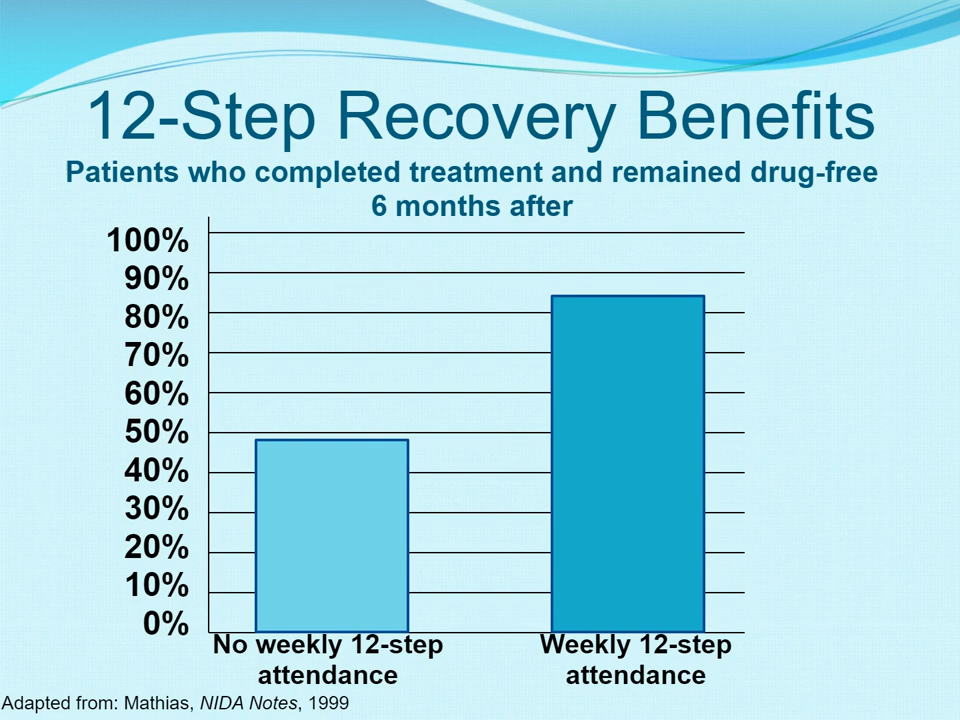 12-Step Recovery Benefits
Patients who completed treatment and remained drug-free
6 months after
100%
90%
80%
70%
60%
50%
40%
30%
20%
10%
0%
No weekly 12-step
attendance
Weekly 12-step
attendance
Adapted from: Mathias, NIDA Notes, 1999